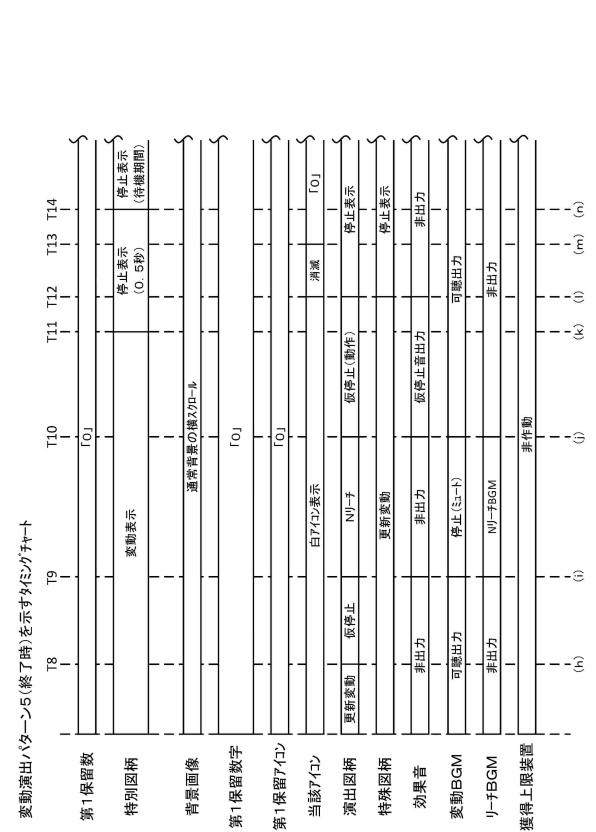 変動演出パターン5(終了時)を示すタイミングチャート
T8 T9 T10 T11 T12 T13 T14
第1保留数 「0」
特別図柄 変動表示 停止表示(0.5秒) 停止表示(待機期間)
背景画像 通常背景の横スクロール
第1保留数字 「0」
第1保留アイコン 「0」
当該アイコン 白アイコン表示 消滅 「0」
演出図柄 更新変動 仮停止 Nリーチ 仮停止(動作) 停止表示
特殊図柄 更新変動 停止表示
効果音 非出力 非出力 仮停止音出力 非出力
変動BGM 可聴出力 停止(ミュート) 可聴出力
リーチBGM 非出力 NリーチBGM 非出力
獲得上限装置 非作動
(h) (i) (j) (k) (l) (m) (n)